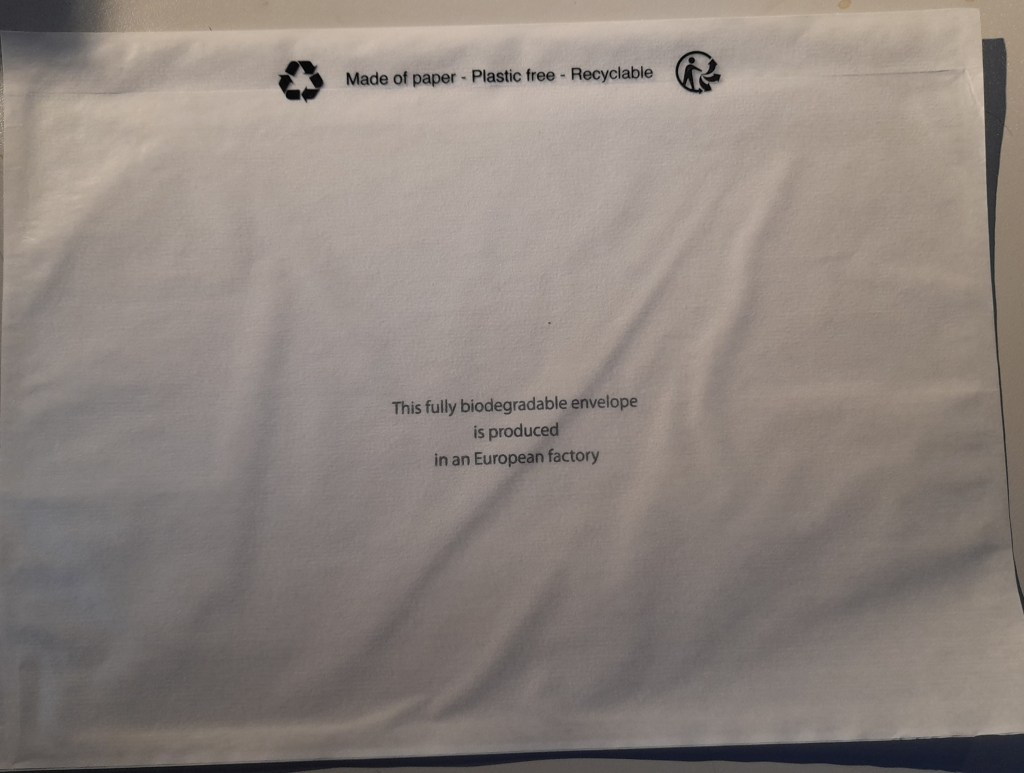 Made of paper - Plastic free - Recyclable
This fully biodegradable envelope
is produced
in an European factory